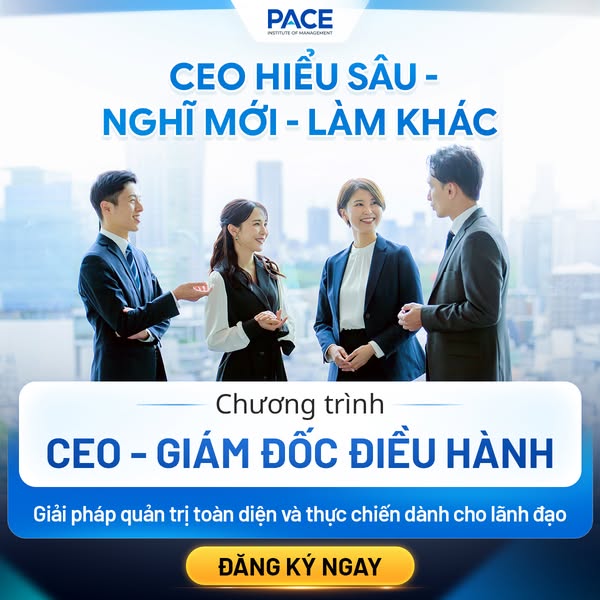 PACE
INSTITUTE OF MANAGEMENT
CEO HIỂU SÂU -
NGHĨ MỚI - LÀM KHÁC
Chương trình
CEO - GIÁM ĐỐC ĐIỀU HÀNH
Giải pháp quản trị toàn diện và thực chiến dành cho lãnh đạo
ĐĂNG KÝ NGAY